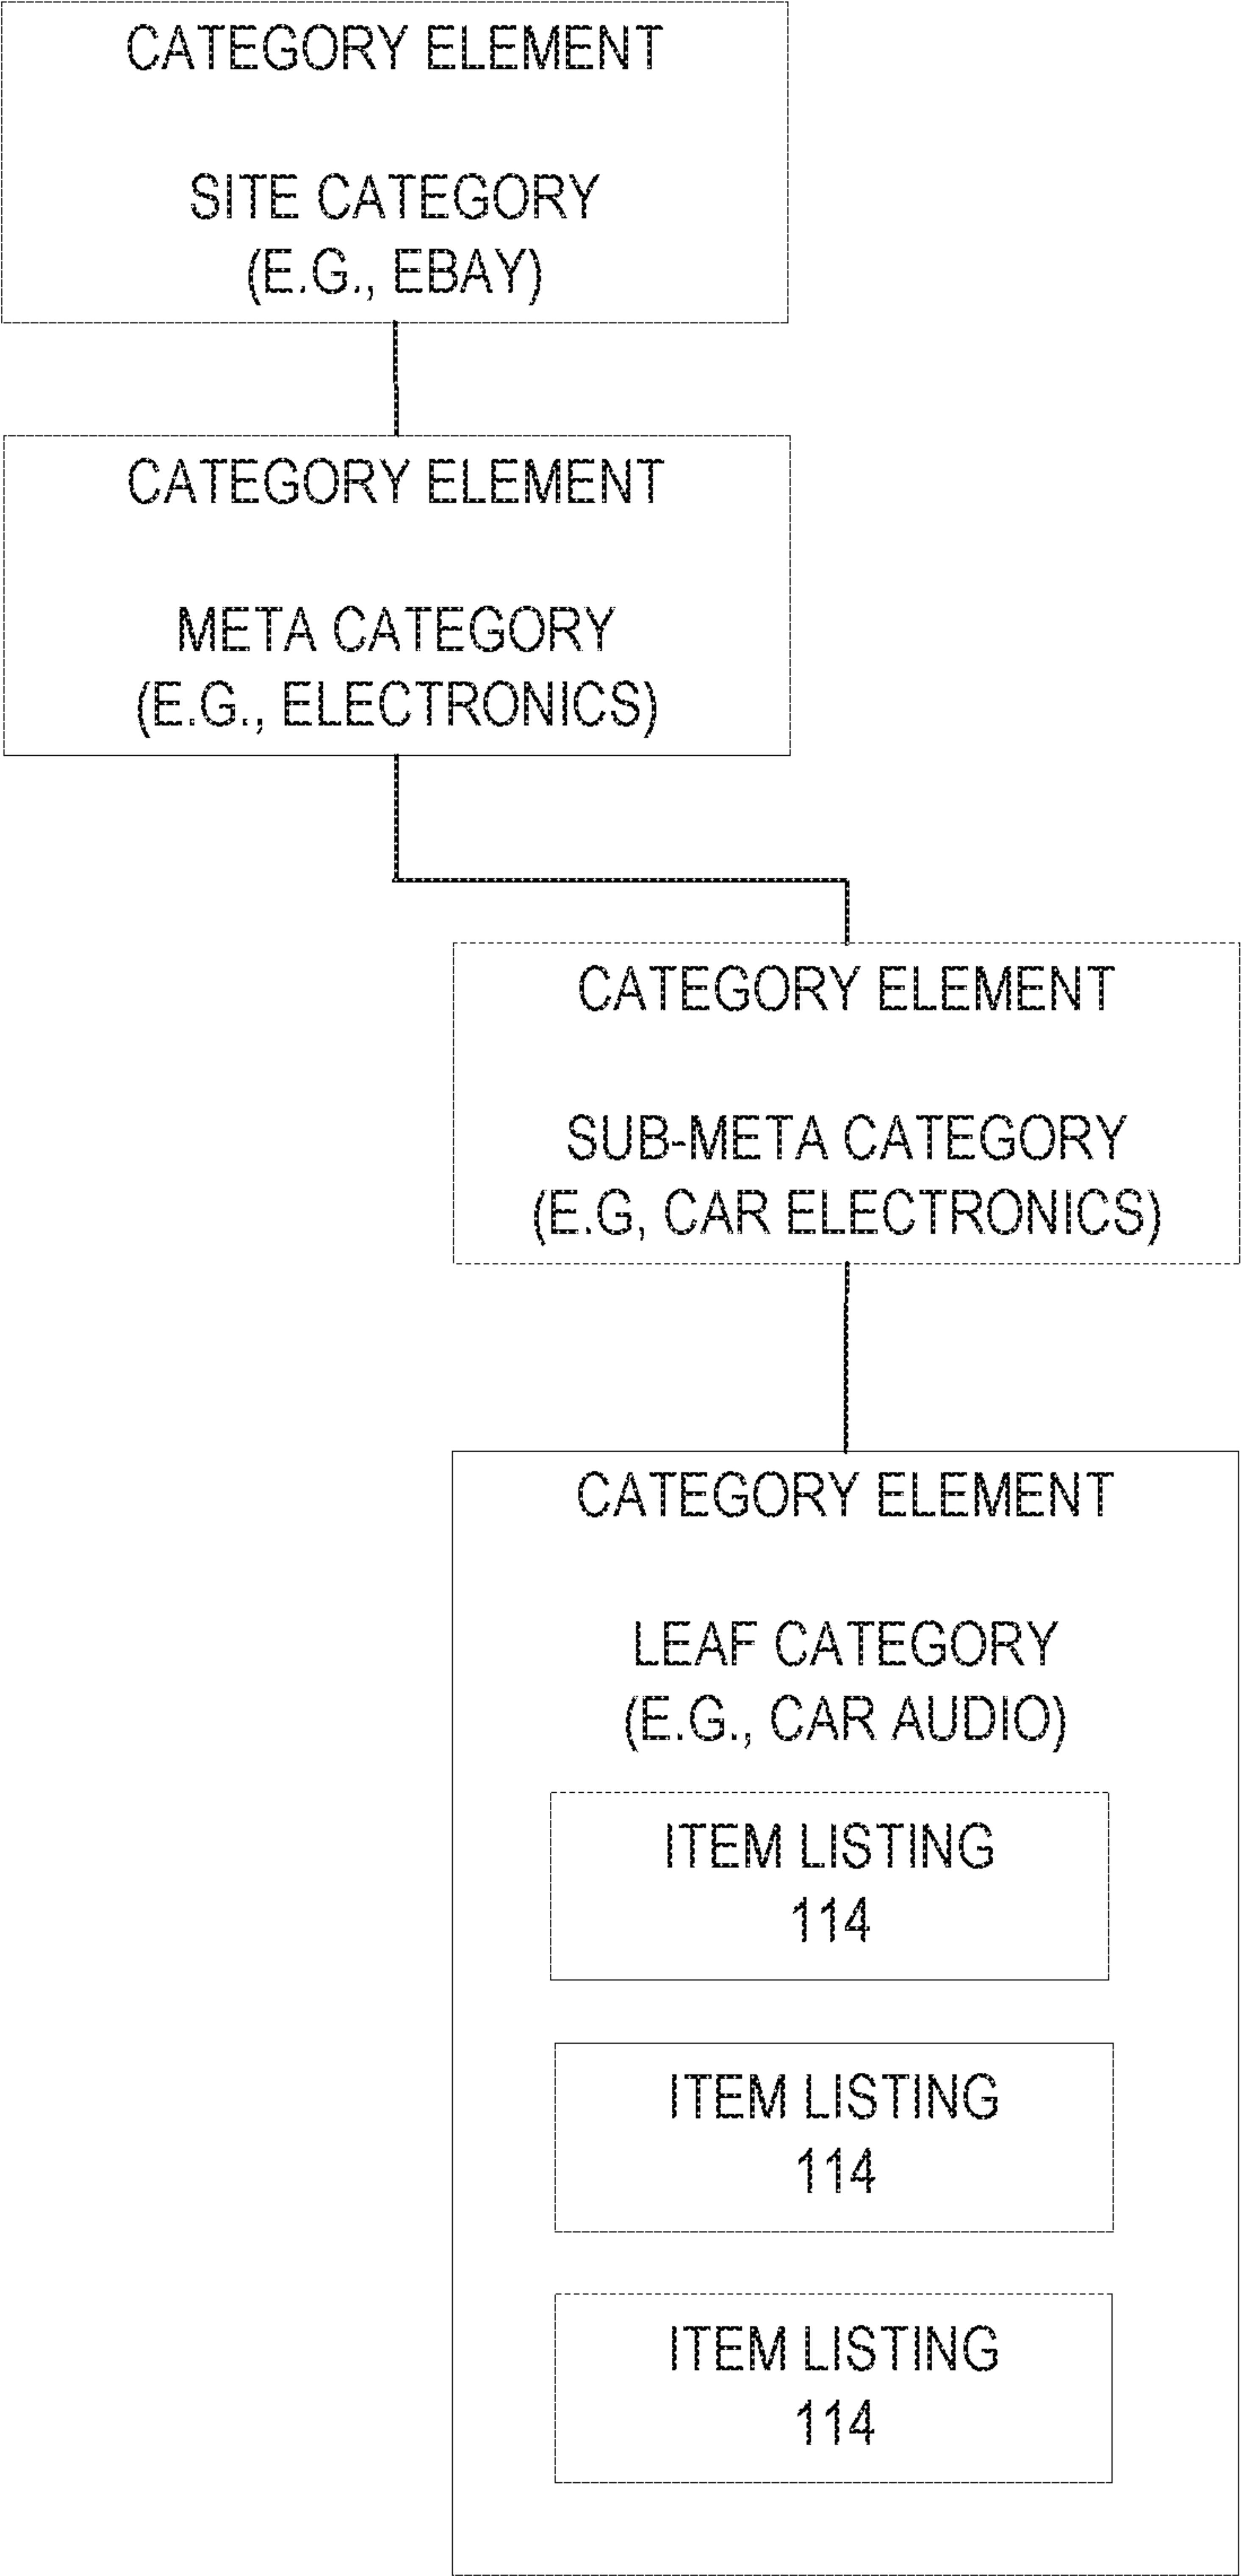 CATEGORY ELEMENT
SITE CATEGORY
(E.G., EBAY)
CATEGORY ELEMENT
META CATEGORY
(E.G., ELECTRONICS)
CATEGORY ELEMENT
SUB-META CATEGORY
(E.G, CAR ELECTRONICS)
CATEGORY ELEMENT
LEAF CATEGORY
(E.G., CAR AUDIO)
ITEM LISTING
114
ITEM LISTING
114
ITEM LISTING
114